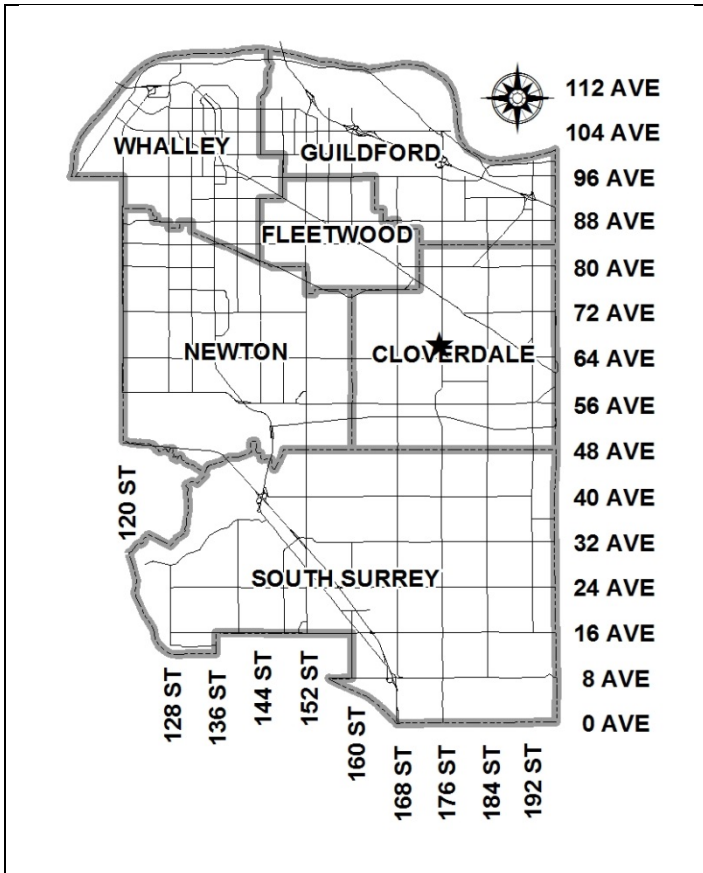 112 AVE
104 AVE
WHALLEY
GUILDFORD
96 AVE
88 AVE
FLEETWOOD
80 AVE
72 AVE
NEWTON
CLOVERDALE
64 AVE
56 AVE
48 AVE
120 ST
40 AVE
32 AVE
SOUTH SURREY
24 AVE
16 AVE
128 ST
136 ST
144 ST
152 ST
160 ST
8 AVE
0 AVE
168 ST
176 ST
184 ST
192 ST